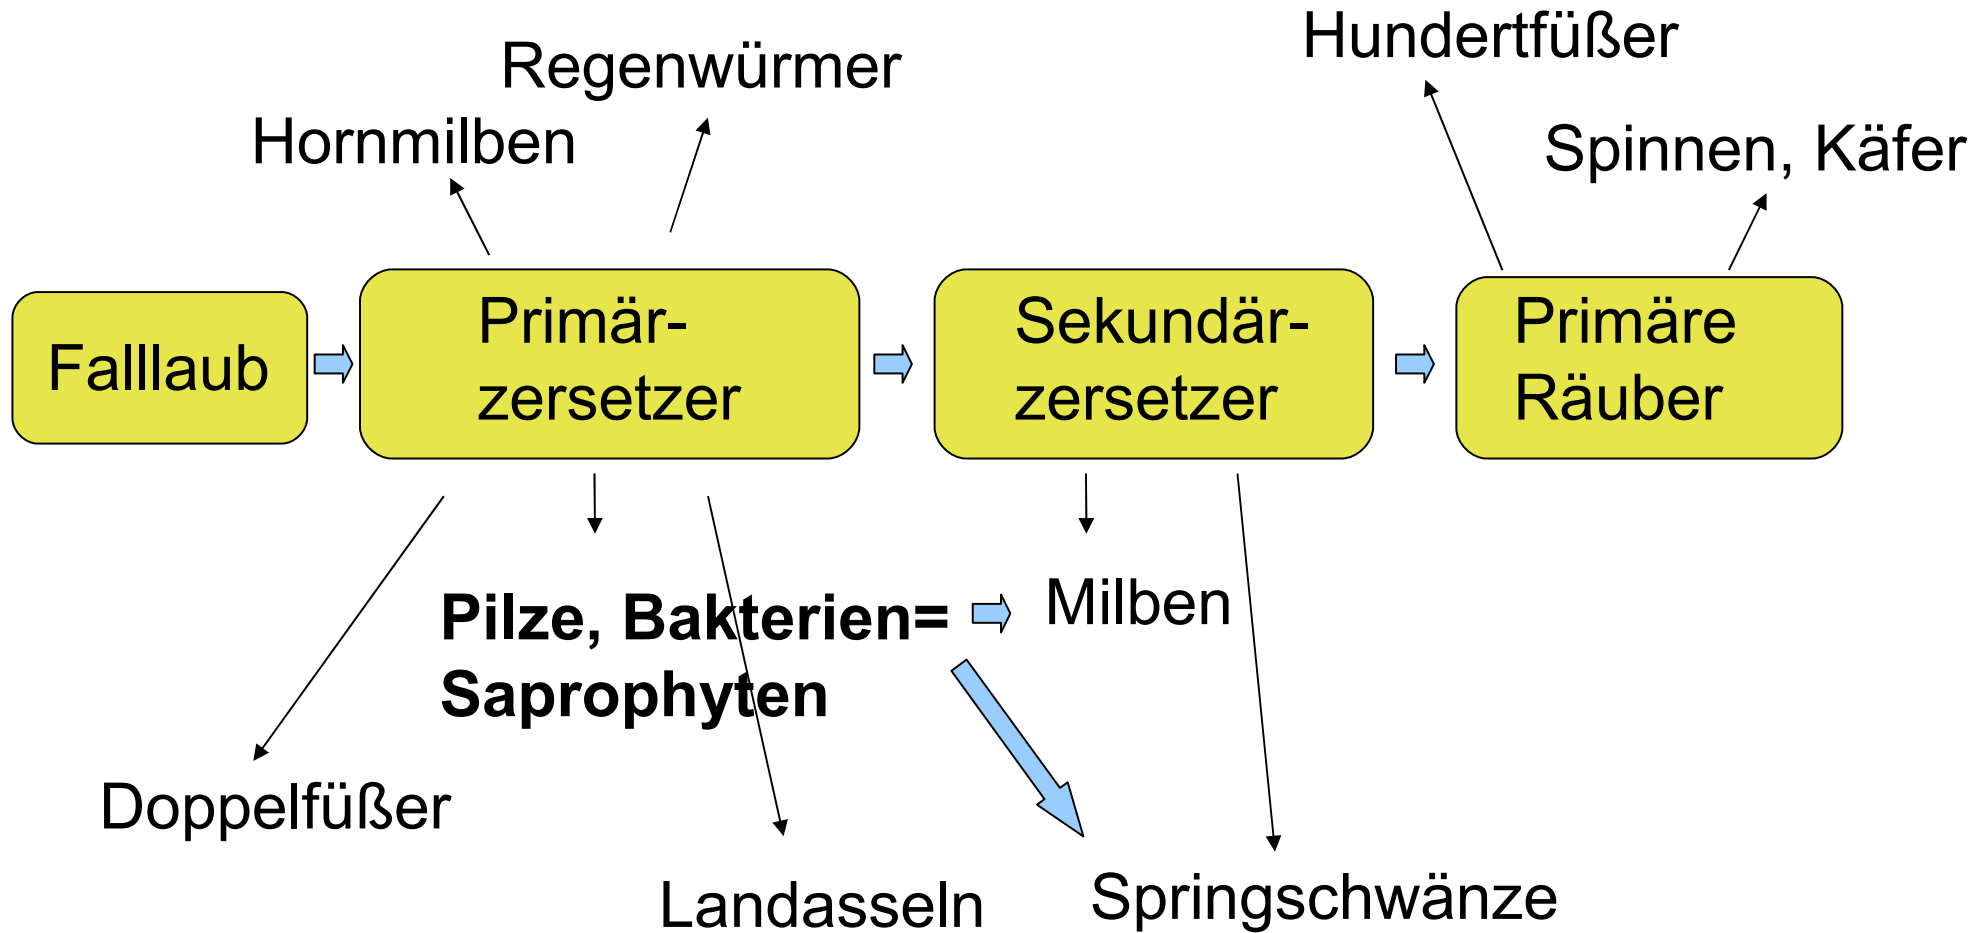 Hundertfüßer
Regenwürmer
Hornmilben
Spinnen, Käfer
Falllaub
Primär-
zersetzer
Sekundär-
zersetzer
Primäre
Räuber
Pilze, Bakterien=
Saprophyten
Milben
Doppelfüßer
Landasseln
Springschwänze